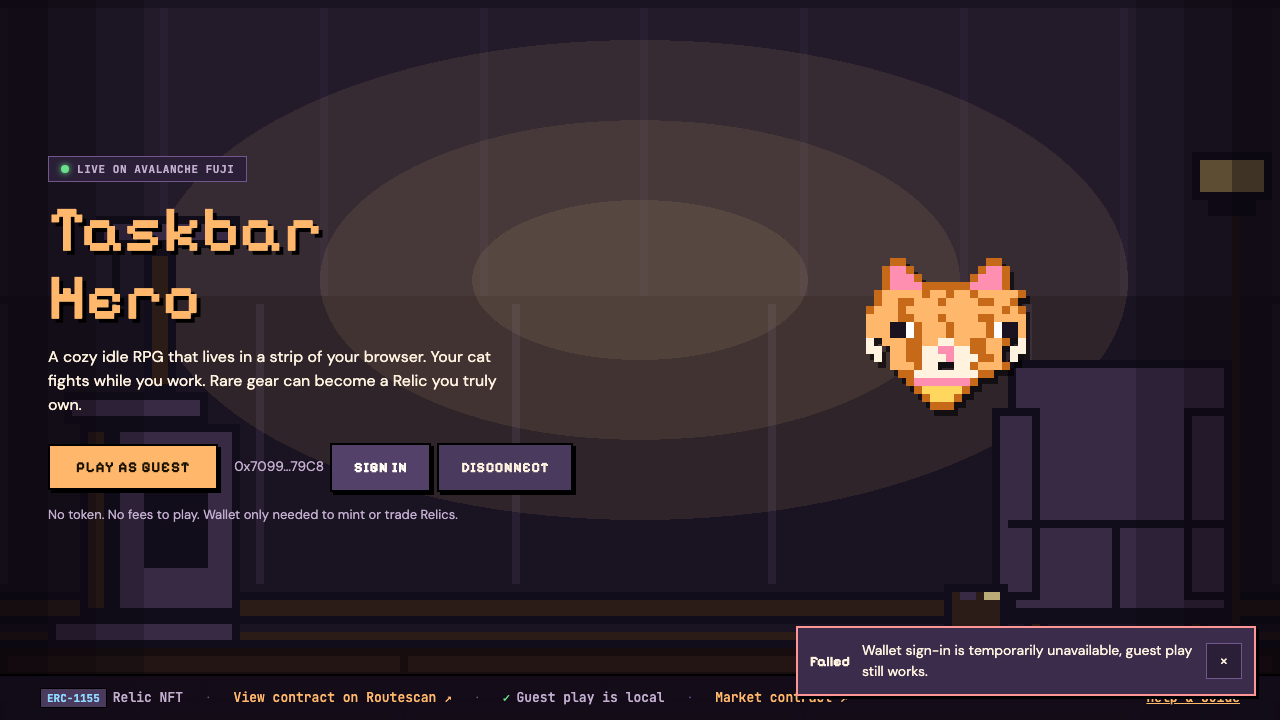 LIVE ON AVALANCHE FUJI
Taskbar
Hero
A cozy idle RPG that lives in a strip of your browser. Your cat
fights while you work. Rare gear can become a Relic you truly
own.
PLAY AS GUEST 0x7099…79C8 SIGN IN DISCONNECT
No token. No fees to play. Wallet only needed to mint or trade Relics.
Failed
Wallet sign-in is temporarily unavailable, guest play
still works.
×
ERC-1155 Relic NFT · View contract on Routescan ↗ · ✓ Guest play is local · Market contract ↗
Help & Guide